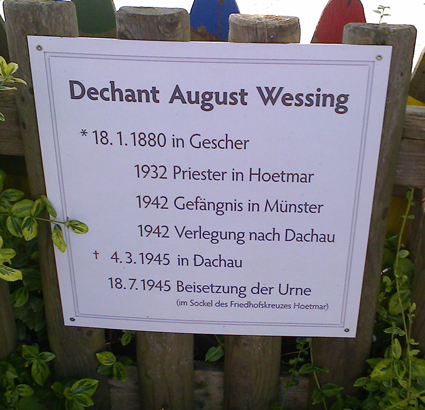 Dechant August Wessing
* 18.1.1880 in Gescher
1932 Priester in Hoetmar
1942 Gefängnis in Münster
1942 Verlegung nach Dachau
† 4.3.1945 in Dachau
18.7.1945 Beisetzung der Urne
(im Sockel des Friedhofskreuzes Hoetmar)